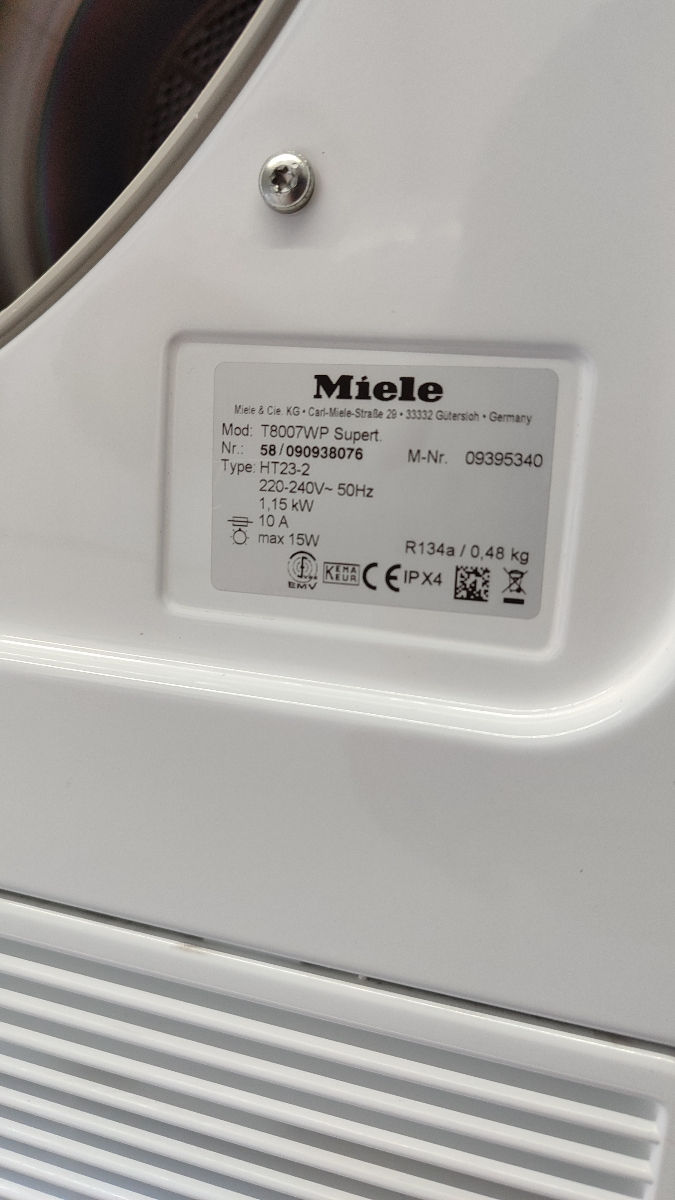 Miele
Miele & Cie. KG • Carl-Miele-Straße 29 • 33332 Gütersloh • Germany
Mod: T8007WP Supert.
Nr.: 58/090938076 M-Nr. 09395340
Type: HT23-2
220-240V~ 50Hz
1,15 kW
10 A
max 15W R134a / 0,48 kg
EMV KEMA KEUR CE IPX4